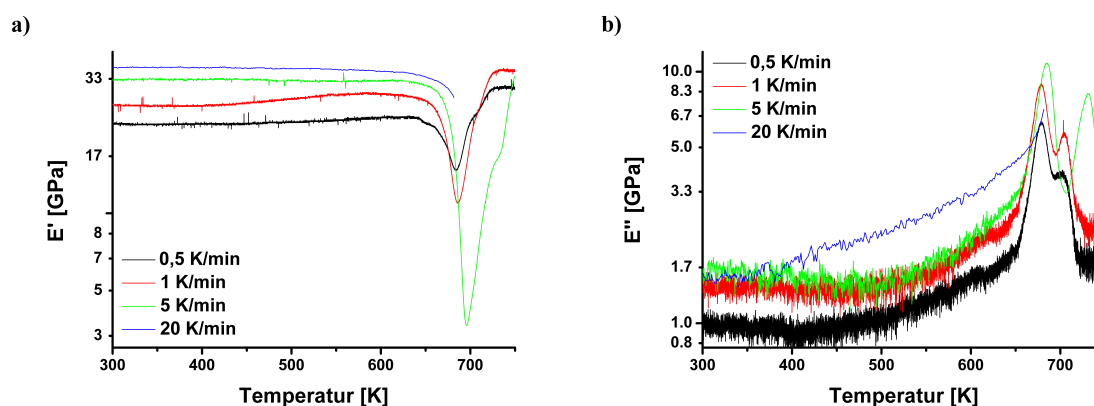 a)
33
17
8
7
5
3
E' [GPa]
0,5 K/min
1 K/min
5 K/min
20 K/min
300 400 500 600 700
Temperatur [K]
b)
10.0
8.3
6.7
5.0
3.3
1.7
1.0
0.8
E'' [GPa]
0,5 K/min
1 K/min
5 K/min
20 K/min
300 400 500 600 700
Temperatur [K]